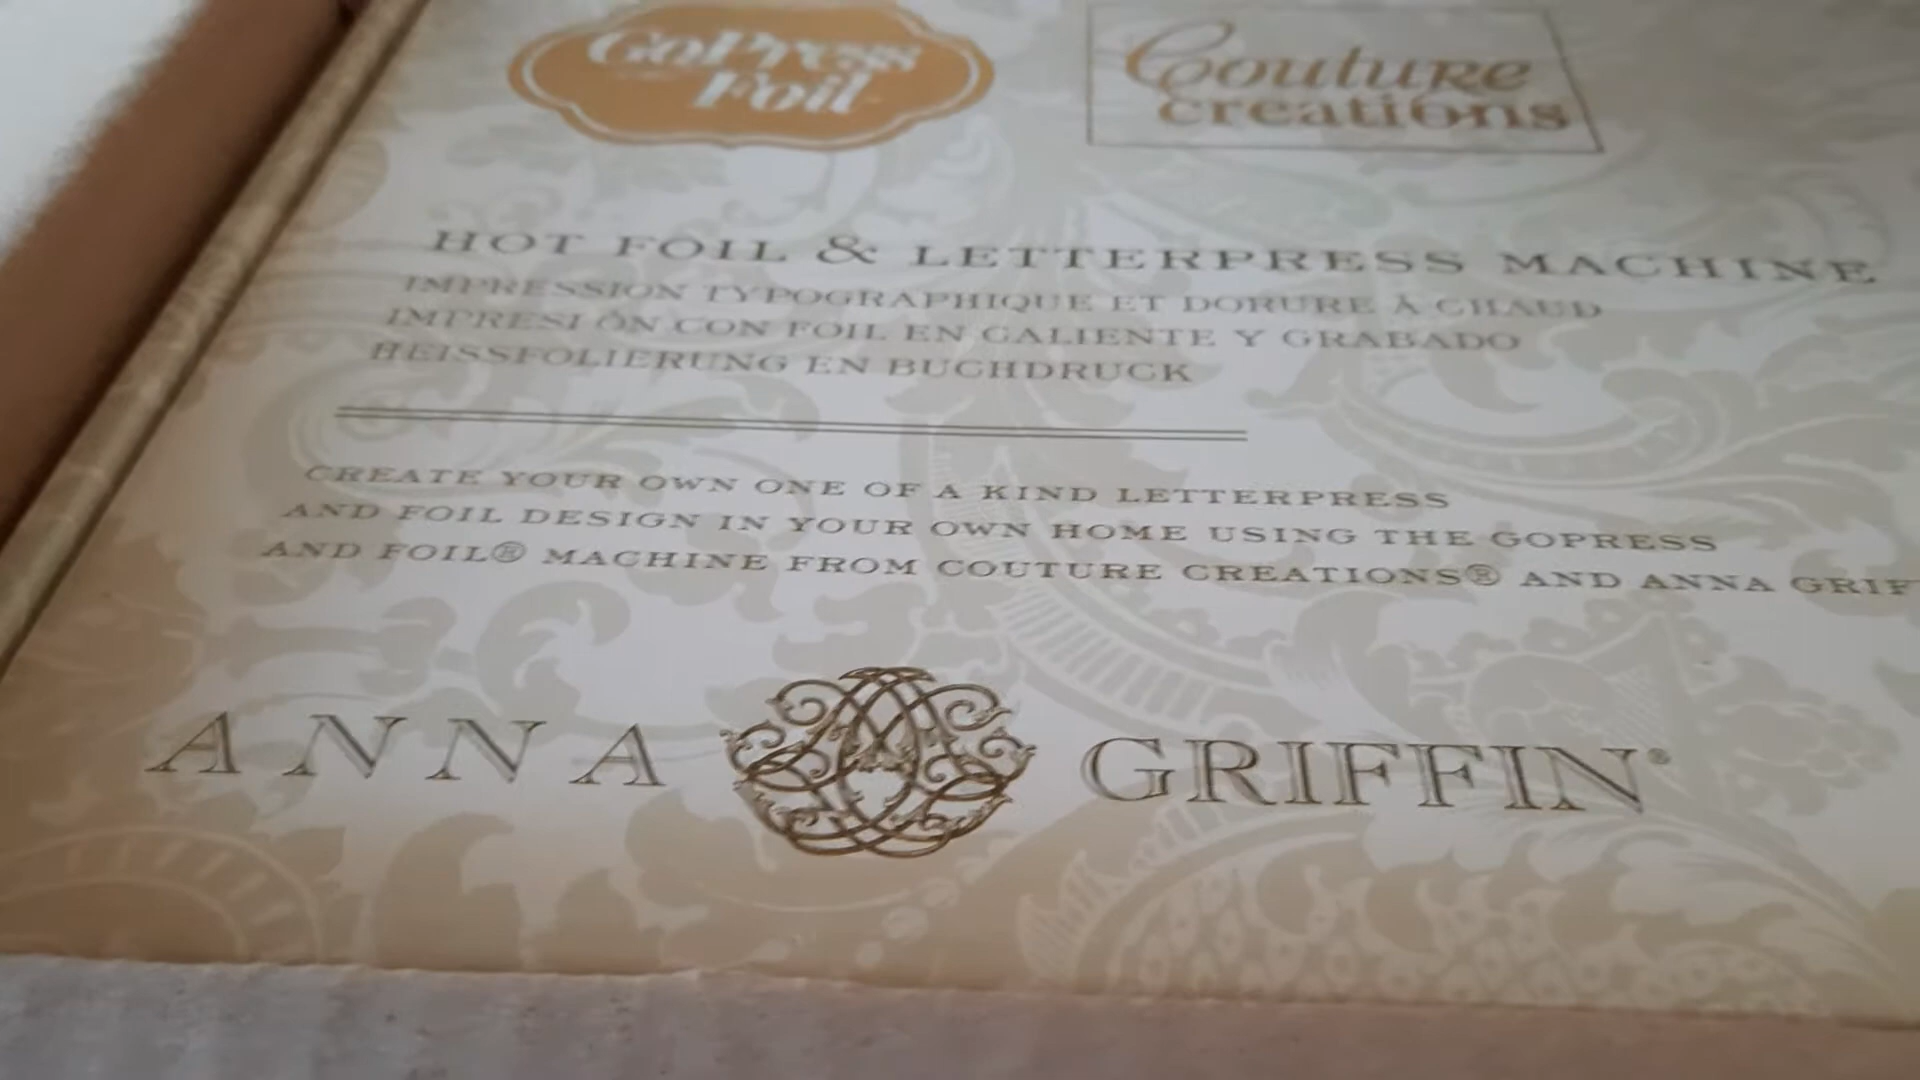 GoPress
Foil
Couture
creations
HOT FOIL & LETTERPRESS MACHINE
IMPRESSION TYPOGRAPHIQUE ET DORURE À CHAUD
IMPRESI ÓN CON FOIL EN CALIENTE Y GRABADO
HEISSFOLIERUNG EN BUCHDRUCK
CREATE YOUR OWN ONE OF A KIND LETTERPRESS
AND FOIL DESIGN IN YOUR OWN HOME USING THE GOPRESS
AND FOIL® MACHINE FROM COUTURE CREATIONS® AND ANNA GRIF
ANNA GRIFFIN®